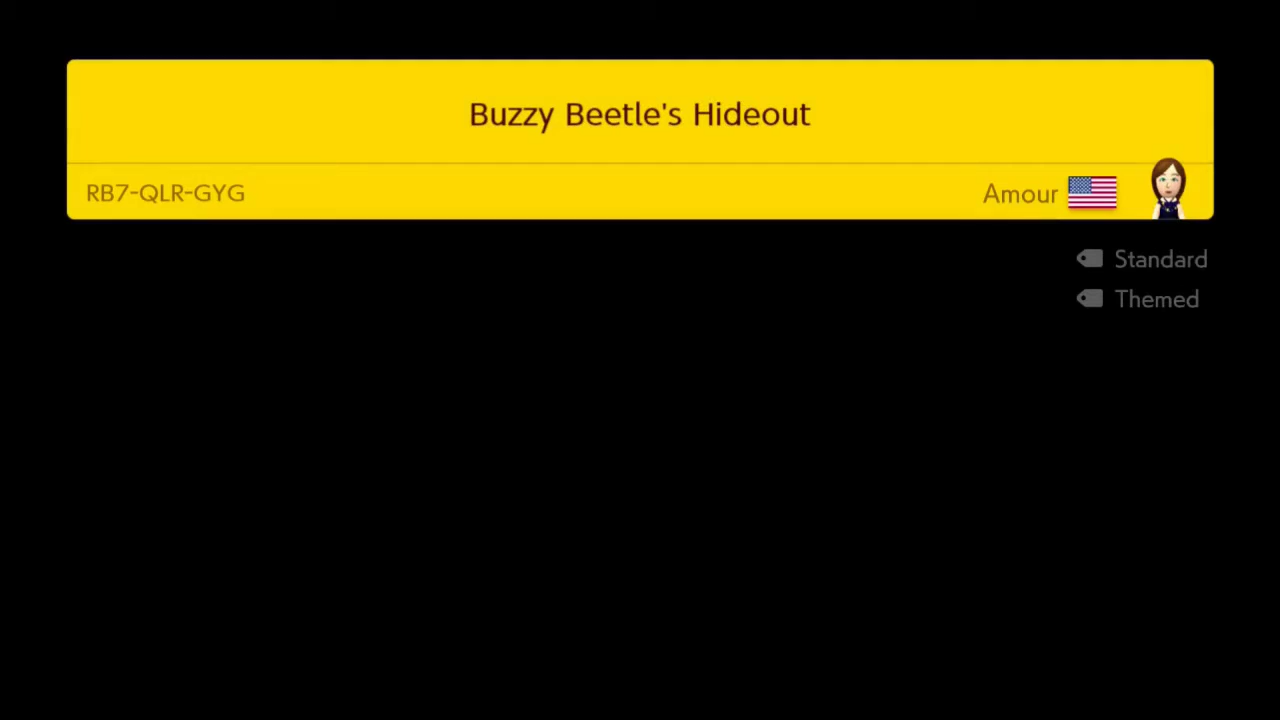 Buzzy Beetle's Hideout
RB7-QLR-GYG
Amour
Standard
Themed